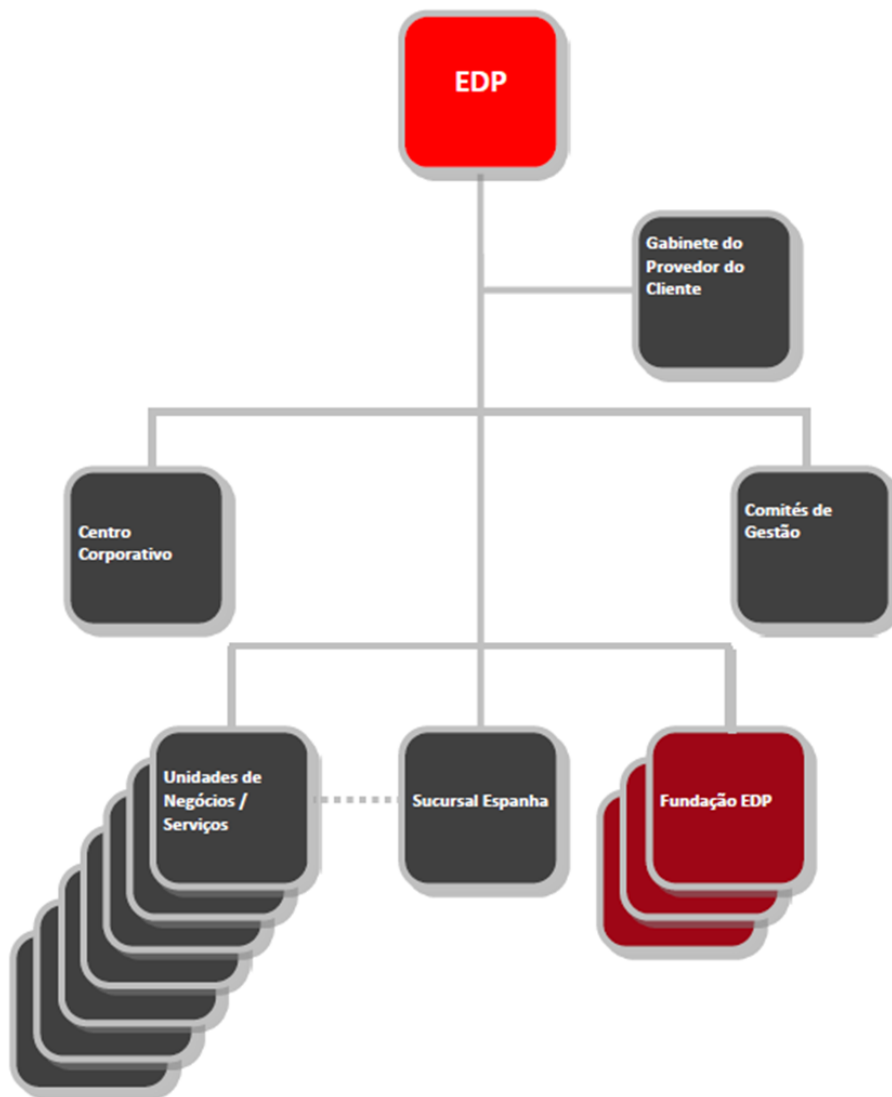 EDP
Gabinete do
Provedor do
Cliente
Centro
Corporativo
Comités de
Gestão
Unidades de
Negócios /
Serviços
Sucursal Espanha
Fundação EDP